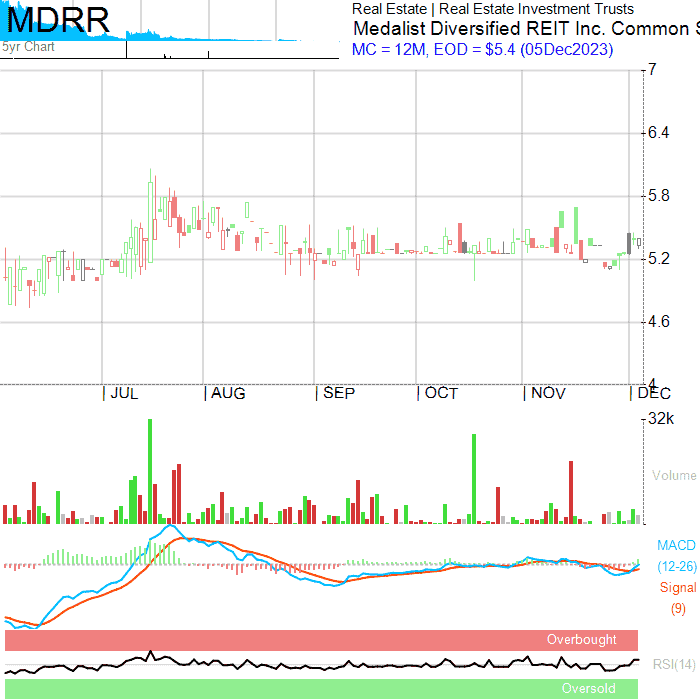 MDRR
5yr Chart
Real Estate | Real Estate Investment Trusts
Medalist Diversified REIT Inc. Common S
MC = 12M, EOD = $5.4 (05Dec2023)
7
6.4
5.8
5.2
4.6
4
|JUL |AUG |SEP |OCT |NOV |DEC
32k
Volume
MACD
(12-26)
Signal
(9)
Overbought
RSI(14)
Oversold